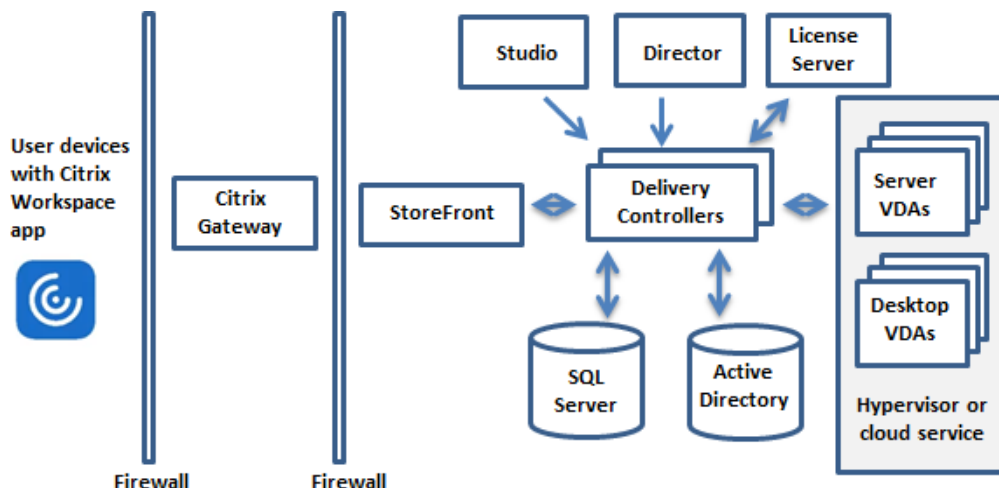 User devices
with Citrix
Workspace
app
Firewall
Citrix
Gateway
Firewall
StoreFront
Studio
Director
License
Server
Delivery
Controllers
SQL
Server
Active
Directory
Server
VDAs
Desktop
VDAs
Hypervisor or
cloud service